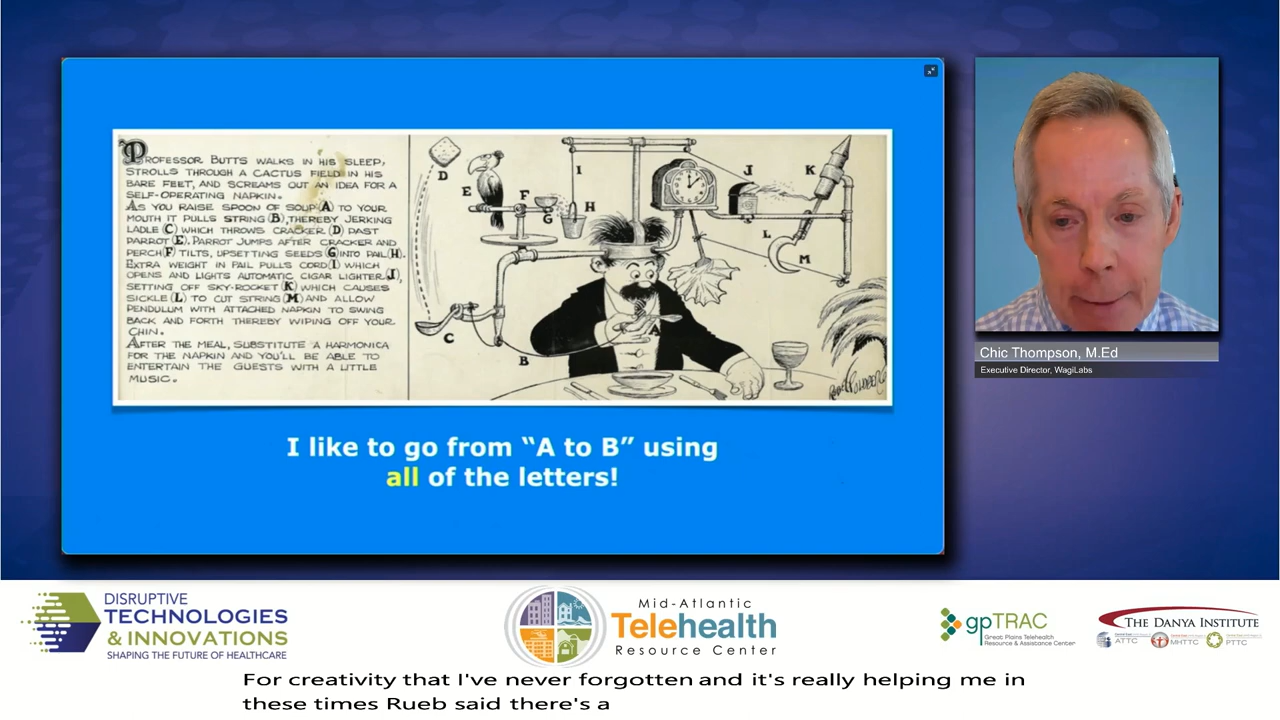 PROFESSOR BUTTS WALKS IN HIS SLEEP,
STROLLS THROUGH A CACTUS FIELD IN HIS
BARE FEET, AND SCREAMS OUT AN IDEA FOR A
SELF-OPERATING NAPKIN.
AS YOU RAISE SPOON OF SOUP (A) TO YOUR
MOUTH IT PULLS STRING (B), THEREBY JERKING
LADLE (C) WHICH THROWS CRACKER (D) PAST
PARROT (E). PARROT JUMPS AFTER CRACKER AND
PERCH (F) TILTS, UPSETTING SEEDS (G) INTO PAIL (H).
EXTRA WEIGHT IN PAIL PULLS CORD (I) WHICH
OPENS AND LIGHTS AUTOMATIC CIGAR LIGHTER (J),
SETTING OFF SKY-ROCKET (K) WHICH CAUSES
SICKLE (L) TO CUT STRING (M) AND ALLOW
PENDULUM WITH ATTACHED NAPKIN TO SWING
BACK AND FORTH THEREBY WIPING OFF YOUR
CHIN.
AFTER THE MEAL, SUBSTITUTE A HARMONICA
FOR THE NAPKIN AND YOU'LL BE ABLE TO
ENTERTAIN THE GUESTS WITH A LITTLE
MUSIC.
D
E
F
G
H
I
J
K
L
M
A
C
B
I like to go from “A to B” using
all of the letters!
Chic Thompson, M.Ed
Executive Director, WagiLabs
DISRUPTIVE
TECHNOLOGIES
& INNOVATIONS
SHAPING THE FUTURE OF HEALTHCARE
Mid-Atlantic
Telehealth
Resource Center
gpTRAC
Great Plains Telehealth
Resource & Assistance Center
THE DANYA INSTITUTE
ATTC
MHTTC
PTTC
For creativity that I've never forgotten and it's really helping me in
these times Rueb said there's a